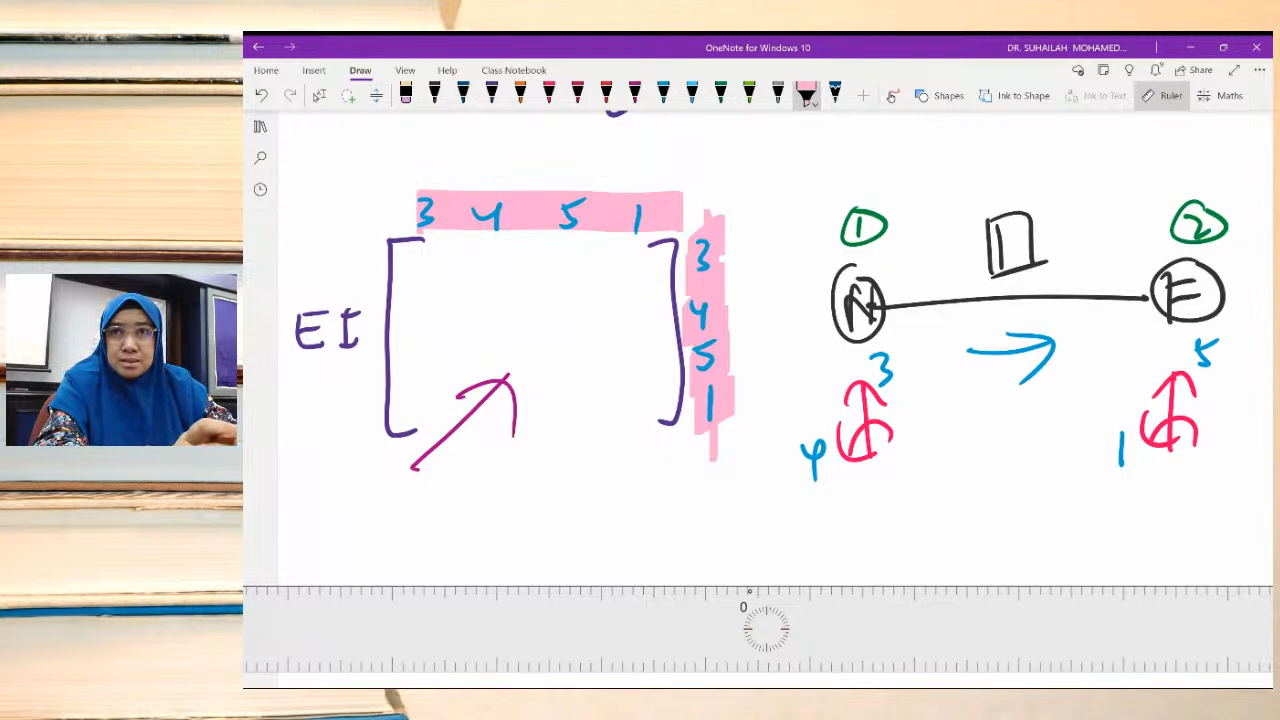 OneNote for Windows 10
DR. SUHAILAH MOHAMED...
Home Insert Draw View Help Class Notebook
Share
Shapes Ink to Shape Ink to Text Ruler Maths
3 4 5 1
3
4
5
1
EI
1
2
N
F
3
4
5
1
0